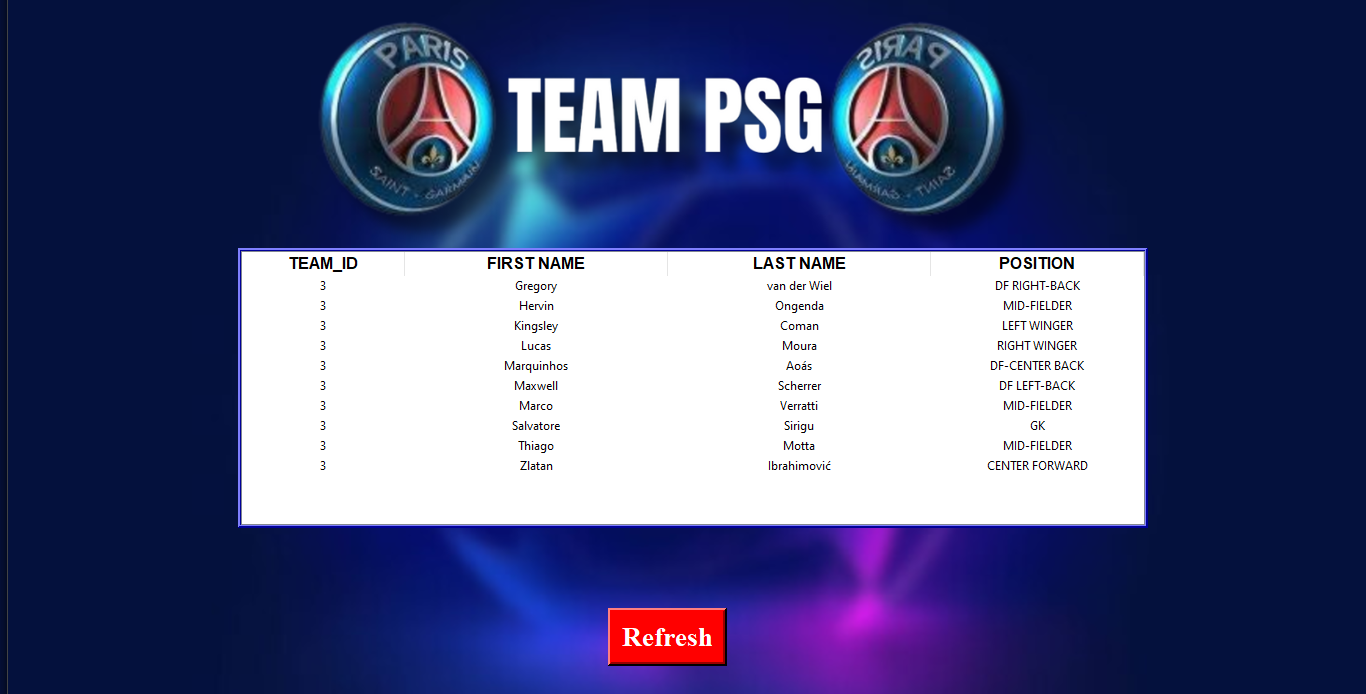 PARIS
SAINT - GARMAIN
TEAM PSG
PARIS
SAINT - GARMAIN
TEAM_ID FIRST NAME LAST NAME POSITION
3 Gregory van der Wiel DF RIGHT-BACK
3 Hervin Ongenda MID-FIELDER
3 Kingsley Coman LEFT WINGER
3 Lucas Moura RIGHT WINGER
3 Marquinhos Aoás DF-CENTER BACK
3 Maxwell Scherrer DF LEFT-BACK
3 Marco Verratti MID-FIELDER
3 Salvatore Sirigu GK
3 Thiago Motta MID-FIELDER
3 Zlatan Ibrahimović CENTER FORWARD
Refresh